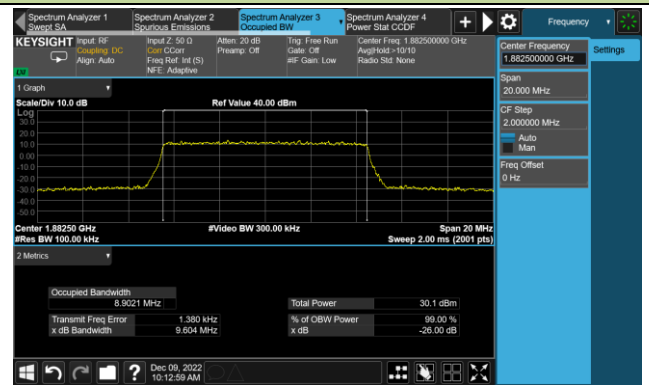 Spectrum Analyzer 1
Swept SA
Spectrum Analyzer 2
Spurious Emissions
Spectrum Analyzer 3
Occupied BW
Spectrum Analyzer 4
Power Stat CCDF
Frequency
KEYSIGHT
Input: RF
Coupling: DC
Align: Auto
Input Z: 50 Ω
Corr CCorr
Freq Ref: Int (S)
NFE: Adaptive
Atten: 20 dB
Preamp: Off
Trig: Free Run
Gate: Off
#IF Gain: Low
Center Freq: 1.882500000 GHz
Avg|Hold:>10/10
Radio Std: None
Center Frequency
1.882500000 GHz
Settings
Span
20.000 MHz
CF Step
2.000000 MHz
Auto
Man
Freq Offset
0 Hz
1 Graph
Scale/Div 10.0 dB
Ref Value 40.00 dBm
Log
30.0
20.0
10.0
0.00
-10.0
-20.0
-30.0
-40.0
-50.0
Center 1.88250 GHz
#Res BW 100.00 kHz
#Video BW 300.00 kHz
Span 20 MHz
Sweep 2.00 ms (2001 pts)
2 Metrics
Occupied Bandwidth
8.9021 MHz
Total Power 30.1 dBm
Transmit Freq Error 1.380 kHz
% of OBW Power 99.00 %
x dB Bandwidth 9.604 MHz
x dB -26.00 dB
?
Dec 09, 2022
10:12:59 AM